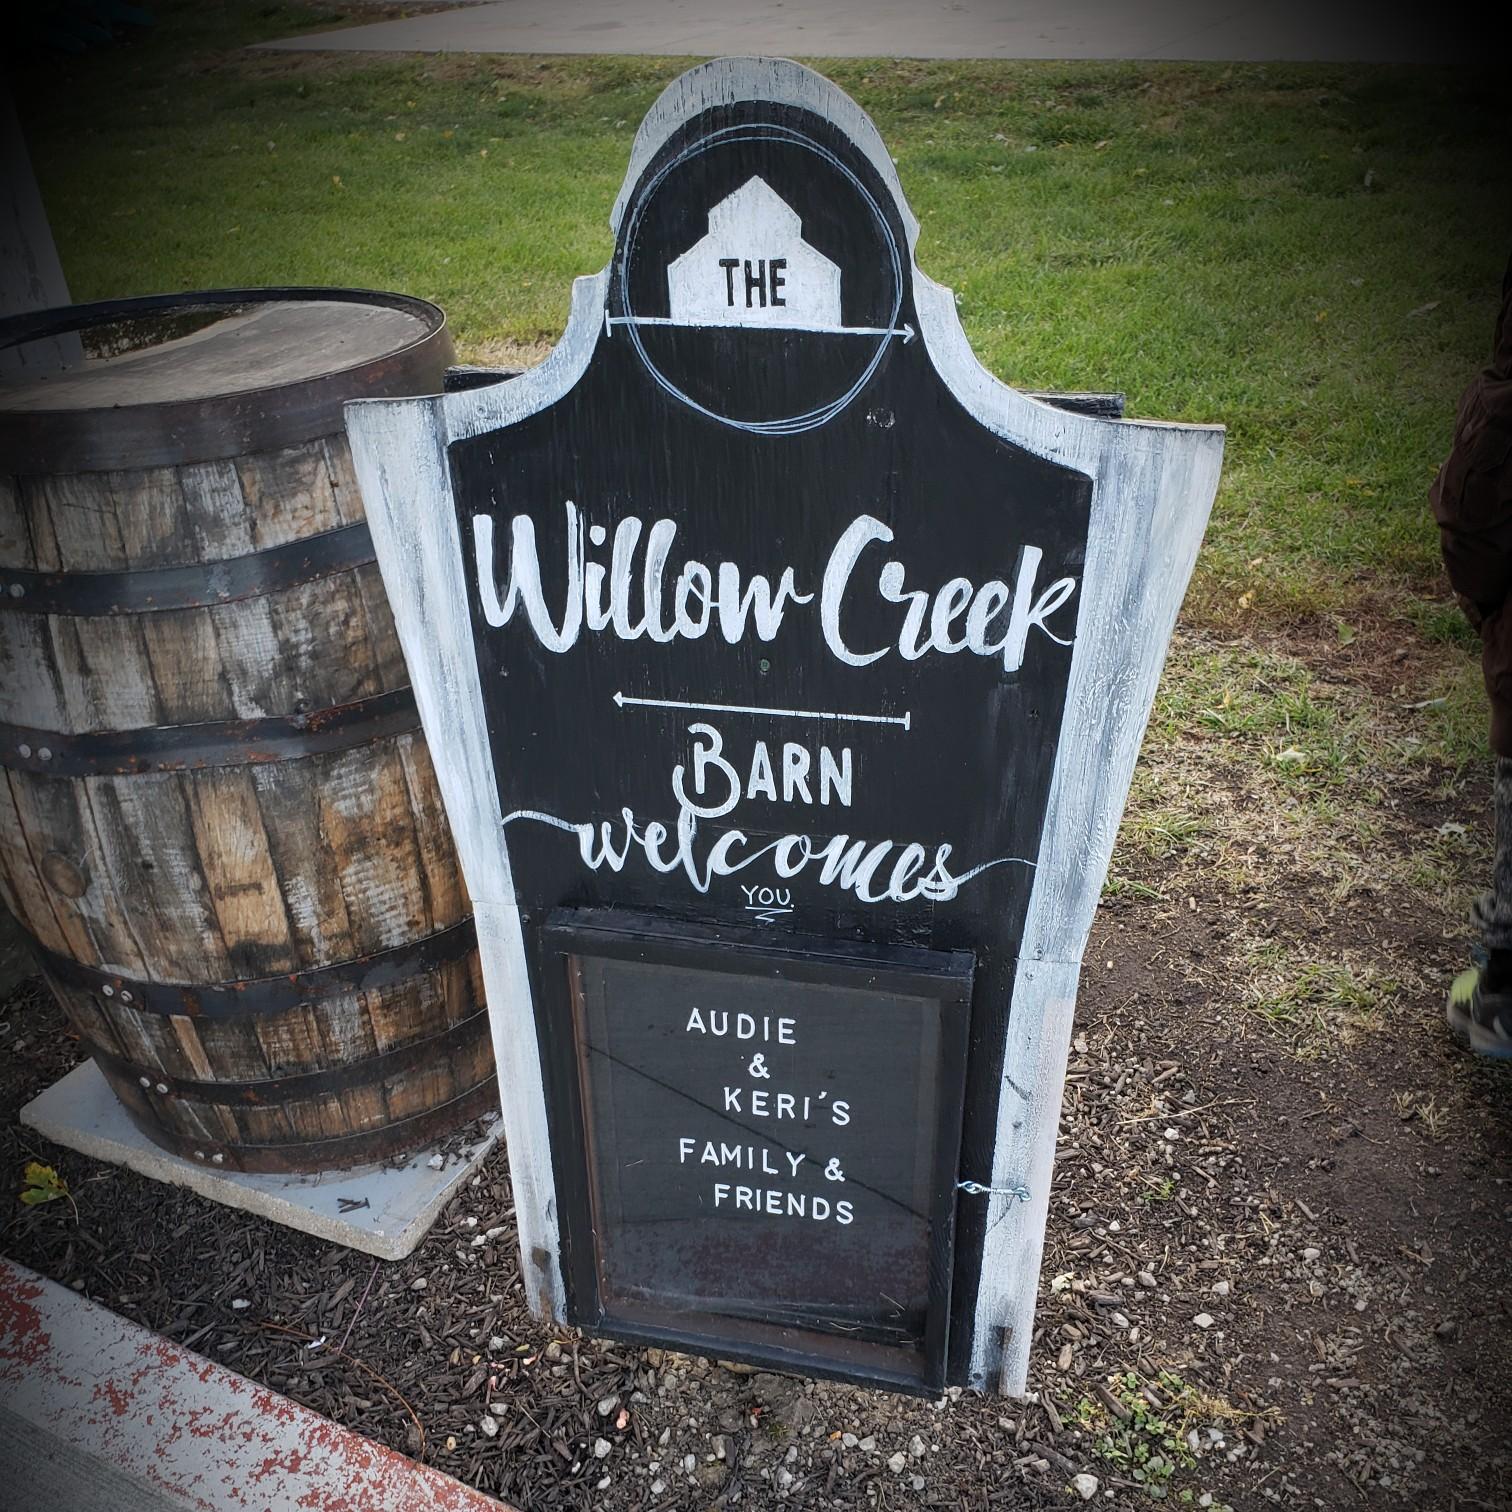 THE
Willow Creek
BARN
welcomes
YOU.
AUDIE
&
KERI'S
FAMILY &
FRIENDS